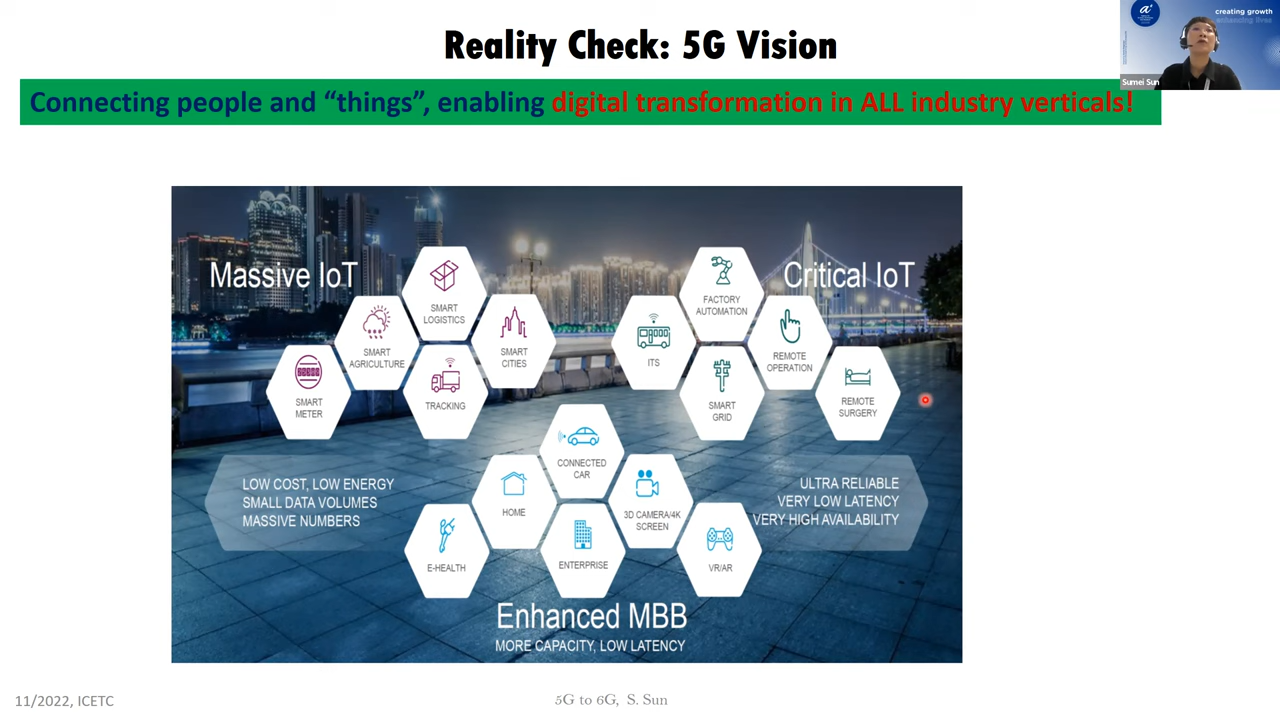 Reality Check: 5G Vision
creating growth
enhancing lives
Sumei Sun
Connecting people and “things”, enabling digital transformation in ALL industry verticals!
Massive IoT
Critical IoT
SMART
LOGISTICS
SMART
AGRICULTURE
SMART
CITIES
SMART
METER
TRACKING
FACTORY
AUTOMATION
ITS
REMOTE
OPERATION
SMART
GRID
REMOTE
SURGERY
CONNECTED
CAR
HOME
3D CAMERA/4K
SCREEN
E-HEALTH
ENTERPRISE
VR/AR
LOW COST, LOW ENERGY
SMALL DATA VOLUMES
MASSIVE NUMBERS
ULTRA RELIABLE
VERY LOW LATENCY
VERY HIGH AVAILABILITY
Enhanced MBB
MORE CAPACITY, LOW LATENCY
11/2022, ICETC
5G to 6G, S. Sun